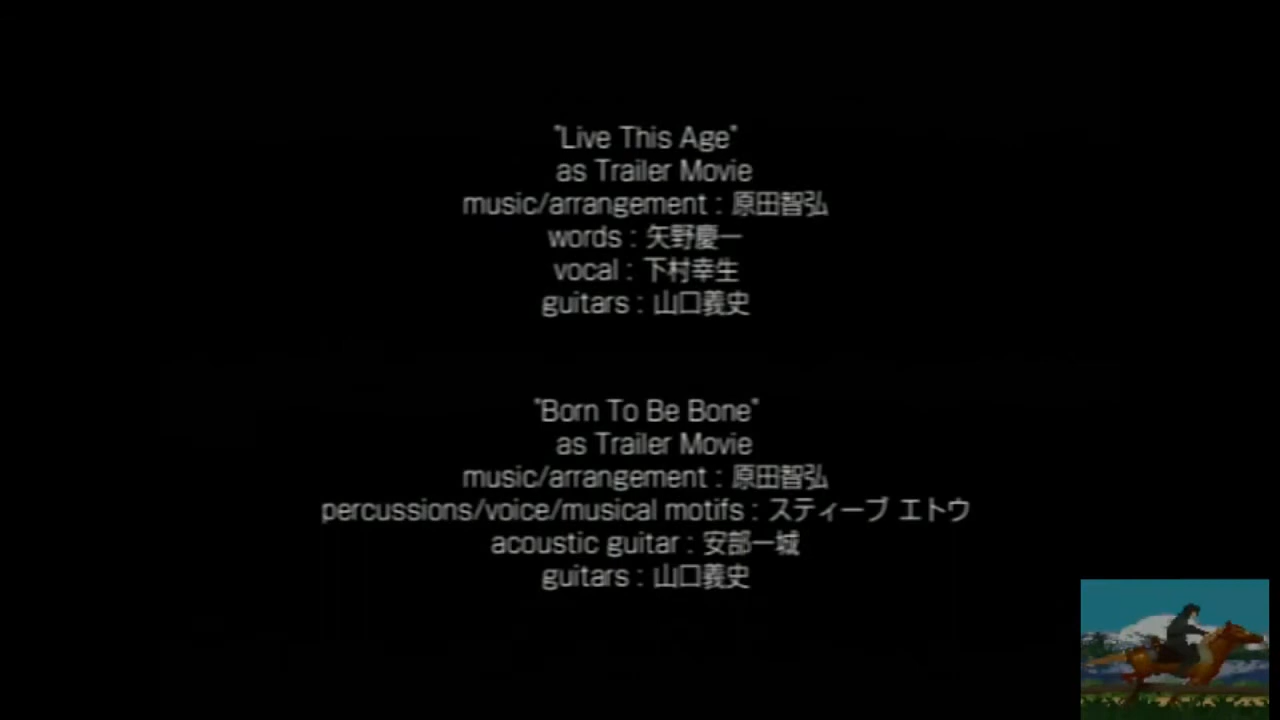 "Live This Age"
as Trailer Movie
music/arrangement : 原田智弘
words : 矢野慶一
vocal : 下村幸生
guitars : 山口義史
"Born To Be Bone"
as Trailer Movie
music/arrangement : 原田智弘
percussions/voice/musical motifs : スティーブ エトウ
acoustic guitar : 安部一城
guitars : 山口義史